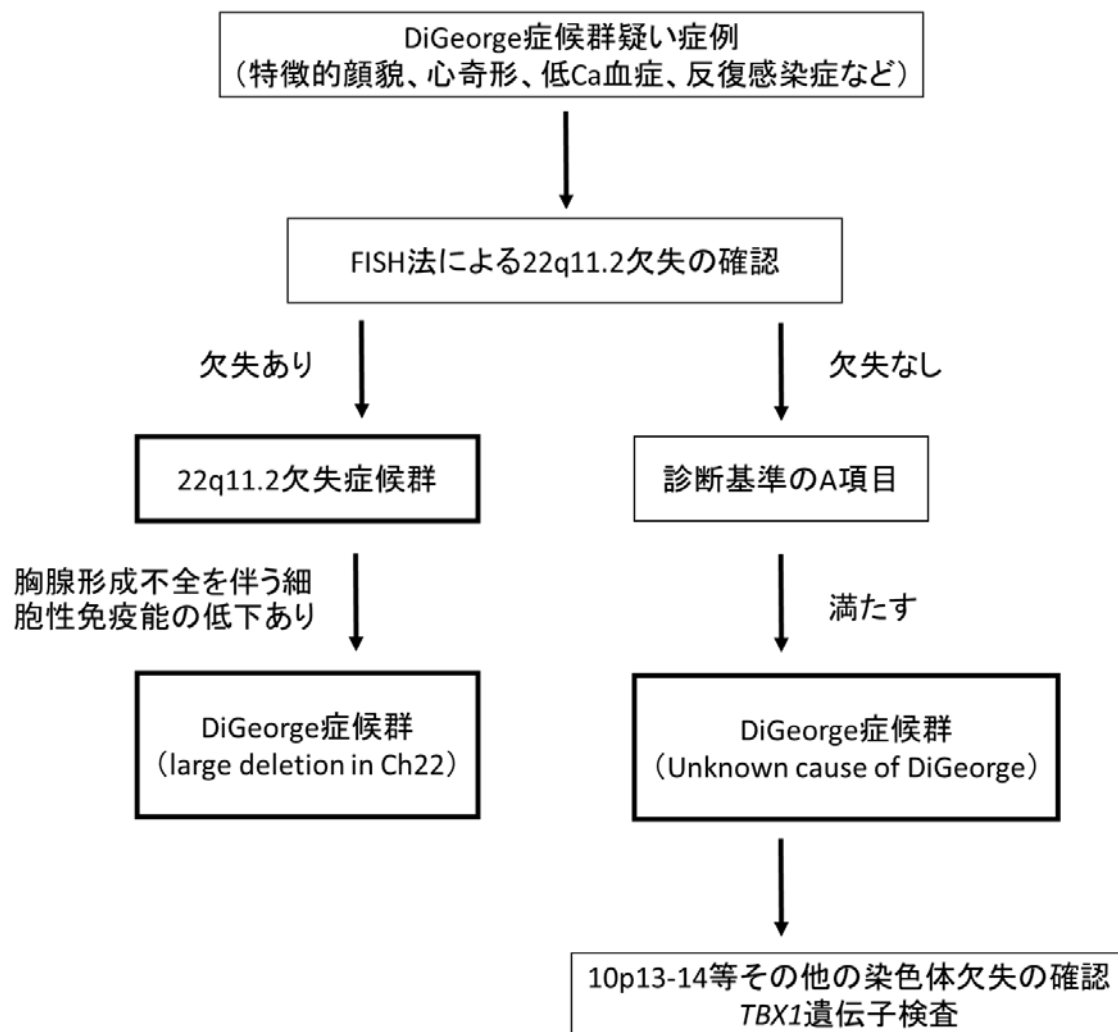 DiGeorge症候群疑い症例
（特徴的顔貌、心奇形、低Ca血症、反復感染症など）
FISH法による22q11.2欠失の確認
欠失あり
欠失なし
22q11.2欠失症候群
診断基準のA項目
胸腺形成不全を伴う細
胞性免疫能の低下あり
満たす
DiGeorge症候群
（large deletion in Ch22）
DiGeorge症候群
（Unknown cause of DiGeorge）
10p13-14等その他の染色体欠失の確認
TBX1遺伝子検査